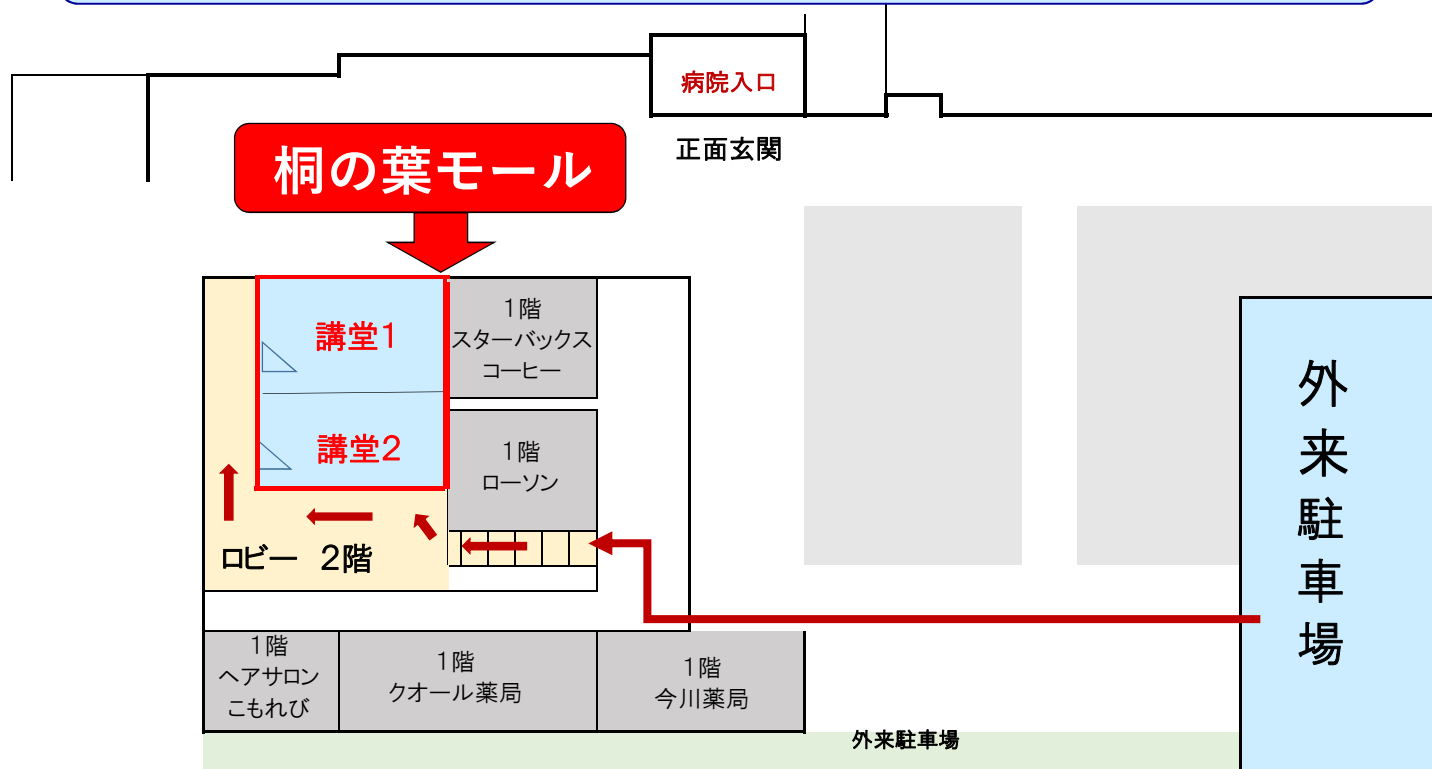 病院入口
正面玄関
桐の葉モール
講堂1
講堂2
1階
スターバックス
コーヒー
1階
ローソン
ロビー 2階
1階
ヘアサロン
こもれび
1階
クオール薬局
1階
今川薬局
外来駐車場
外来駐車場